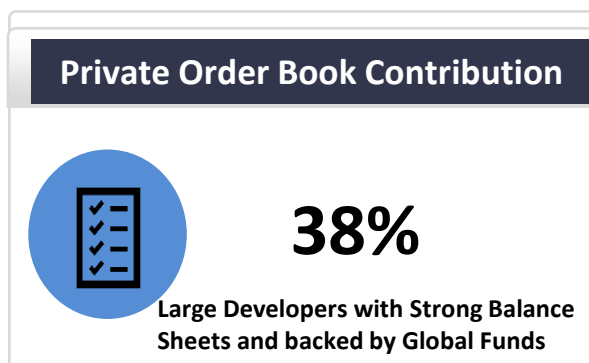 Private Order Book Contribution
38%
Large Developers with Strong Balance
Sheets and backed by Global Funds